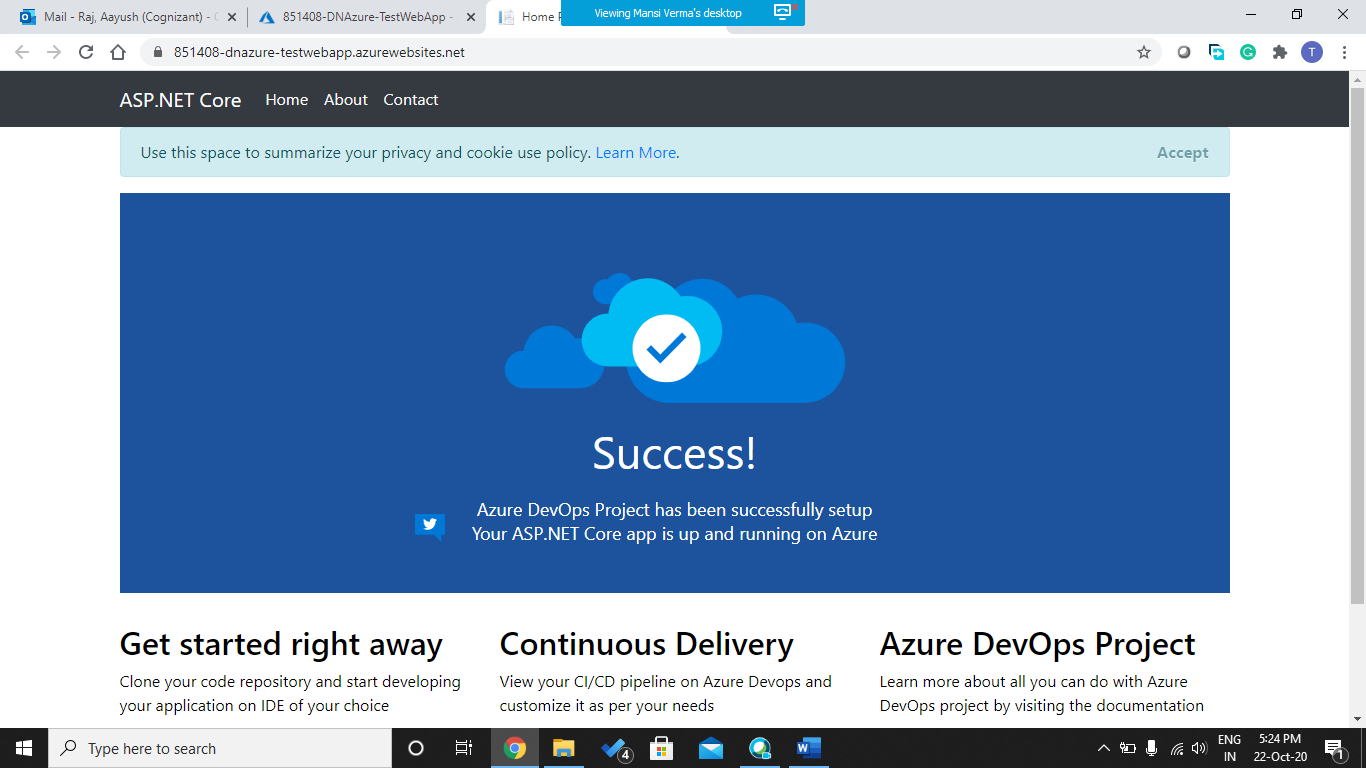 Mail - Raj, Aayush (Cognizant) -
851408-DNAzure-TestWebApp -
Home
Viewing Mansi Verma's desktop
851408-dnazure-testwebapp.azurewebsites.net
T
ASP.NET Core Home About Contact
Use this space to summarize your privacy and cookie use policy. Learn More. Accept
Success!
Azure DevOps Project has been successfully setup
Your ASP.NET Core app is up and running on Azure
Get started right away
Clone your code repository and start developing
your application on IDE of your choice
Continuous Delivery
View your CI/CD pipeline on Azure Devops and
customize it as per your needs
Azure DevOps Project
Learn more about all you can do with Azure
DevOps project by visiting the documentation
Type here to search
4
ENG
IN
5:24 PM
22-Oct-20
1